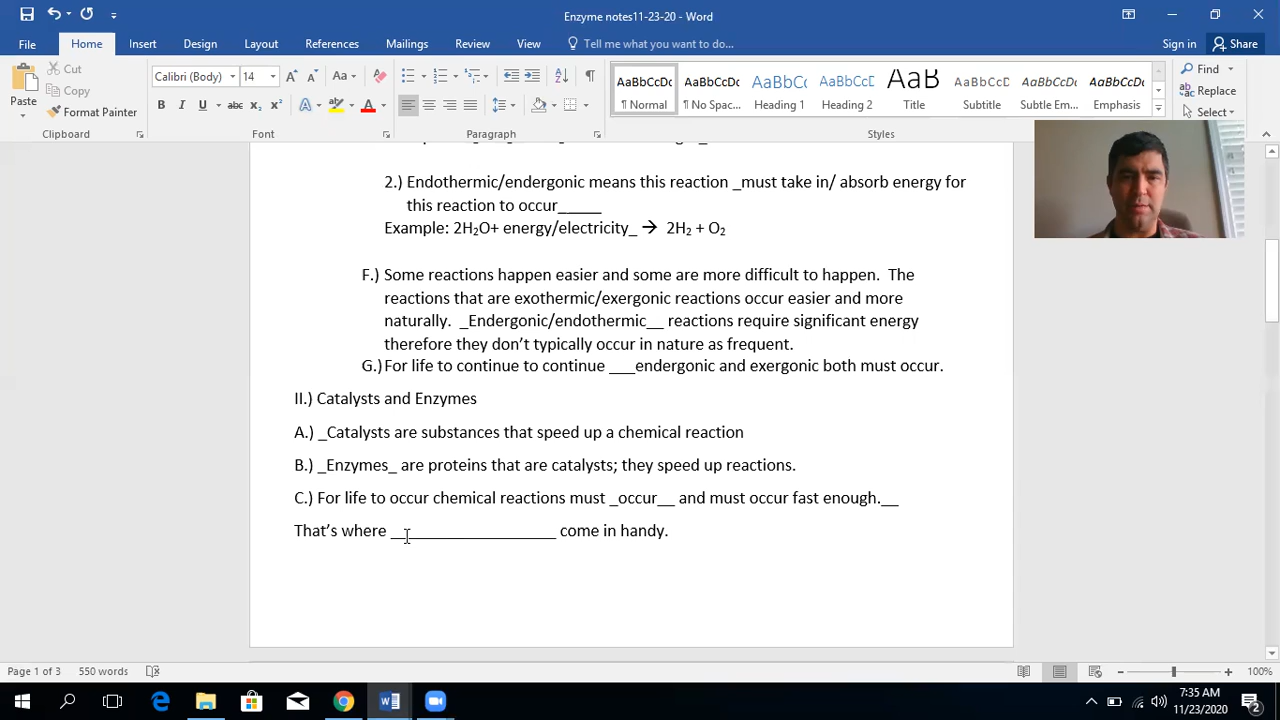 Enzyme notes11-23-20 - Word
File Home Insert Design Layout References Mailings Review View Tell me what you want to do... Sign in Share
Paste
Cut
Copy
Format Painter
Clipboard
Calibri (Body) 14
Font
Paragraph
AaBbCcDc AaBbCcDc AaBbCc AaBbCcD AaB AaBbCcD AaBbCcDc AaBbCcDc
¶ Normal ¶ No Spac... Heading 1 Heading 2 Title Subtitle Subtle Em... Emphasis
Styles
Find
Replace
Select
2.) Endothermic/endergonic means this reaction _must take in/ absorb energy for
this reaction to occur_____
Example: 2H₂O+ energy/electricity_ → 2H₂ + O₂
F.) Some reactions happen easier and some are more difficult to happen. The
reactions that are exothermic/exergonic reactions occur easier and more
naturally. _Endergonic/endothermic__ reactions require significant energy
therefore they don’t typically occur in nature as frequent.
G.) For life to continue to continue ___endergonic and exergonic both must occur.
II.) Catalysts and Enzymes
A.) _Catalysts are substances that speed up a chemical reaction
B.) _Enzymes_ are proteins that are catalysts; they speed up reactions.
C.) For life to occur chemical reactions must _occur__ and must occur fast enough.__
That’s where ___________________ come in handy.
Page 1 of 3 550 words 100%
7:35 AM
11/23/2020
2